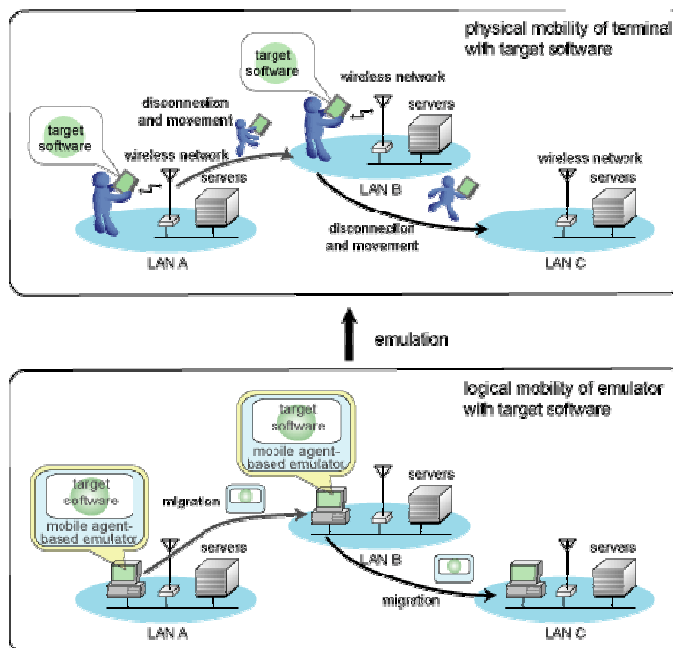 physical mobility of terminal
with target software
target
software
wireless network
servers
disconnection
and movement
target
software
wireless network
servers
wireless network
servers
LAN B
disconnection
and movement
LAN A
LAN C
emulation
logical mobility of emulator
with target software
target
software
mobile agent-
based emulator
servers
migration
target
software
mobile agent-
based emulator
servers
LAN B
servers
migration
LAN A
LAN C